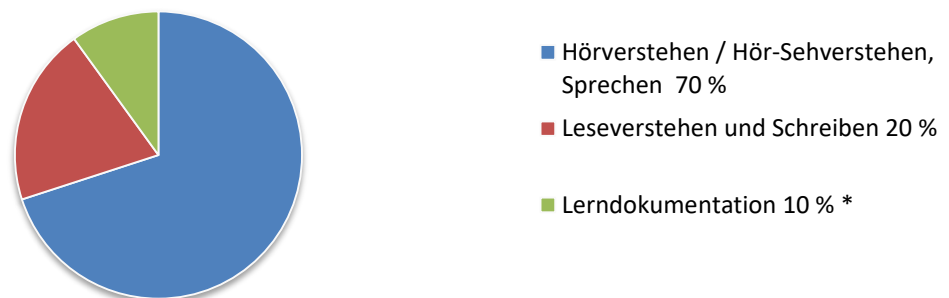 Hörverstehen / Hör-Sehverstehen,
Sprechen  70 %
Leseverstehen und Schreiben 20 %
Lerndokumentation 10 % *